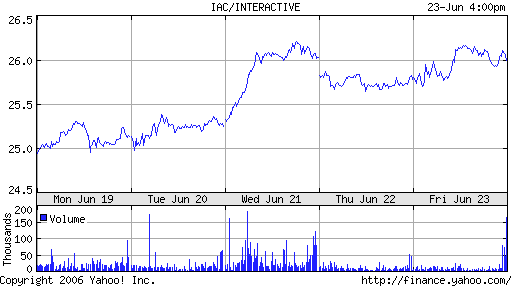 IAC/INTERACTIVE 23-Jun 4:00pm
26.5
26.0
25.5
25.0
24.5
Mon Jun 19 Tue Jun 20 Wed Jun 21 Thu Jun 22 Fri Jun 23
Volume
Thousands
200
150
100
50
0
Copyright 2006 Yahoo! Inc. http://finance.yahoo.com/